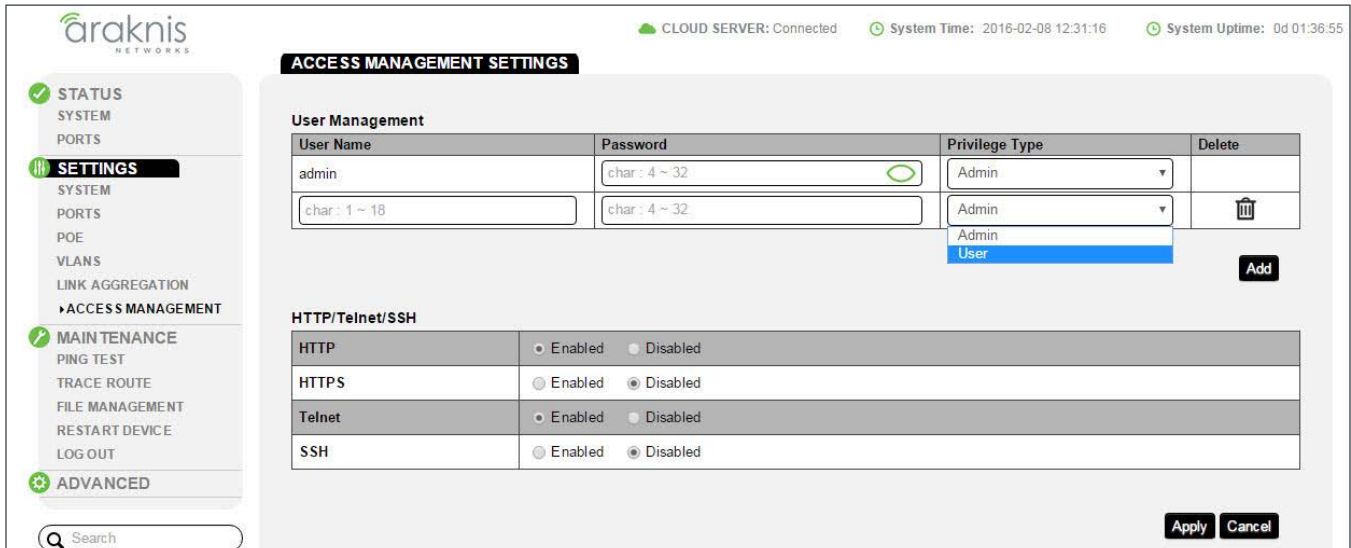 araknis
NETWORKS
CLOUD SERVER: Connected
System Time: 2016-02-08 12:31:16
System Uptime: 0d 01:36:55
ACCESS MANAGEMENT SETTINGS
STATUS
SYSTEM
PORTS
SETTINGS
SYSTEM
PORTS
POE
VLANS
LINK AGGREGATION
ACCESS MANAGEMENT
MAINTENANCE
PING TEST
TRACE ROUTE
FILE MANAGEMENT
RESTART DEVICE
LOG OUT
ADVANCED
Search
User Management
User Name Password Privilege Type Delete
admin char : 4 ~ 32 Admin
char : 1 ~ 18 char : 4 ~ 32 Admin
Admin
User
Add
HTTP/Telnet/SSH
HTTP Enabled Disabled
HTTPS Enabled Disabled
Telnet Enabled Disabled
SSH Enabled Disabled
Apply Cancel